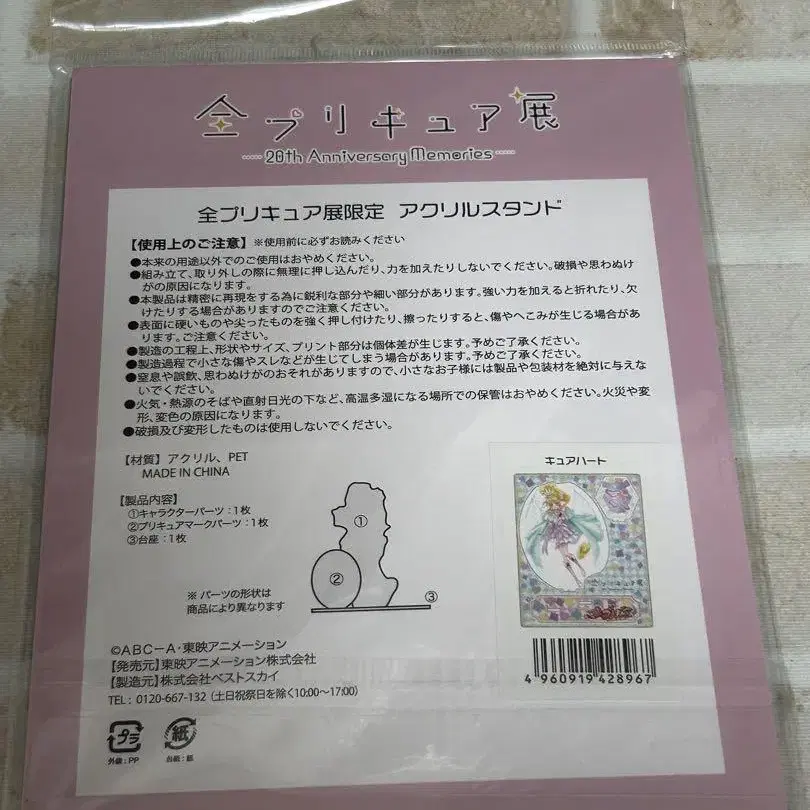 全プリキュア展
20th Anniversary Memories
全プリキュア展限定 アクリルスタンド
【使用上のご注意】※使用前に必ずお読みください
●本来の用途以外でのご使用はおやめください。
●組み立て、取り外しの際に無理に押し込んだり、力を加えたりしないでください。破損や思わぬけ
がの原因になります。
●本製品は精密に再現をする為に鋭利な部分や細い部分があります。強い力を加えると折れたり、欠
けたりする場合がありますのでご注意ください。
●表面に硬いものや尖ったものを強く押し付けたり、擦ったりすると、傷やへこみが生じる場合があ
ります。ご注意ください。
●製造の工程上、形状やサイズ、プリント部分は個体差が生じます。予めご了承ください。
●製造過程で小さな傷やスレなどが生じてしまう場合があります。予めご了承ください。
●窒息や誤飲、思わぬけがのおそれがありますので、小さなお子様には製品や包装材を絶対に与えな
いでください。
●火気・熱源のそばや直射日光の下など、高温多湿になる場所での保管はおやめください。火災や変
形、変色の原因になります。
●破損及び変形したものは使用しないでください。
【材質】アクリル、PET
MADE IN CHINA
【製品内容】
①キャラクターパーツ：1枚
②プリキュアマークパーツ：1枚
③台座：1枚
①
②
③
※パーツの形状は
商品により異なります
キュアハート
4 960919 428967
©ABC－A・東映アニメーション
【発売元】東映アニメーション株式会社
【製造元】株式会社ベストスカイ
TEL：0120-667-132（土日祝祭日を除く10:00〜17:00）
プラ
外袋：PP
紙
台紙：紙